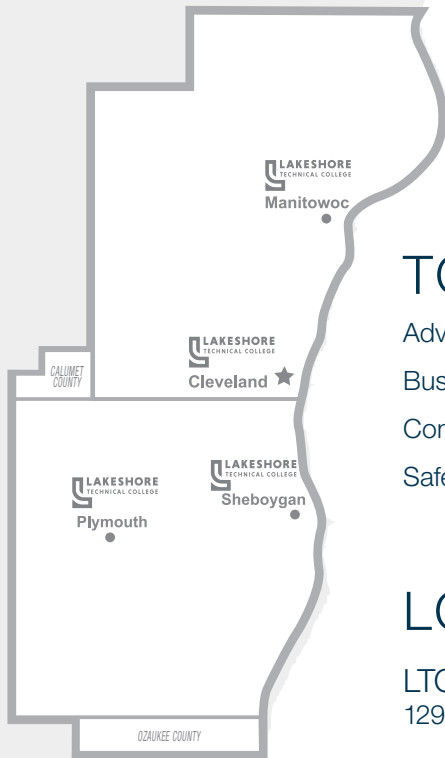 LAKESHORE
TECHNICAL COLLEGE
Manitowoc
LAKESHORE
TECHNICAL COLLEGE
Cleveland
CALUMET
COUNTY
LAKESHORE
TECHNICAL COLLEGE
Sheboygan
LAKESHORE
TECHNICAL COLLEGE
Plymouth
OZAUKEE COUNTY
TO
Adv
Bus
Con
Safe
LO
LTC
129